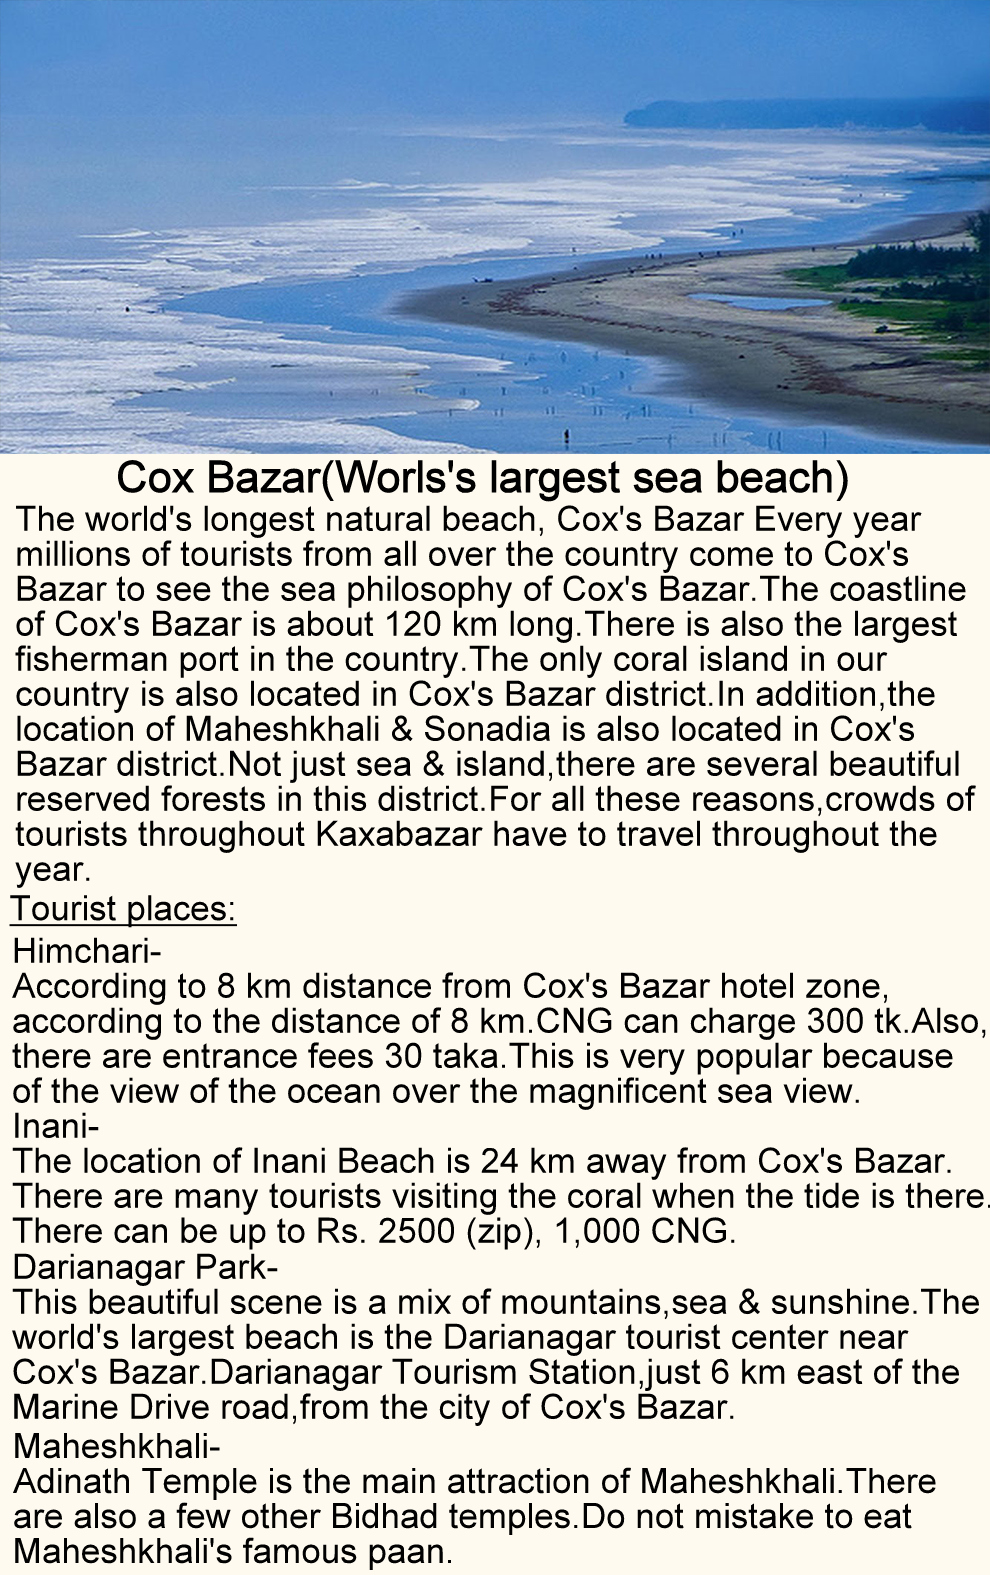 Cox Bazar(Worls's largest sea beach)
The world's longest natural beach, Cox's Bazar Every year
millions of tourists from all over the country come to Cox's
Bazar to see the sea philosophy of Cox's Bazar.The coastline
of Cox's Bazar is about 120 km long.There is also the largest
fisherman port in the country.The only coral island in our
country is also located in Cox's Bazar district.In addition,the
location of Maheshkhali & Sonadia is also located in Cox's
Bazar district.Not just sea & island,there are several beautiful
reserved forests in this district.For all these reasons,crowds of
tourists throughout Kaxabazar have to travel throughout the
year.
Tourist places:
Himchari-
According to 8 km distance from Cox's Bazar hotel zone,
according to the distance of 8 km.CNG can charge 300 tk.Also,
there are entrance fees 30 taka.This is very popular because
of the view of the ocean over the magnificent sea view.
Inani-
The location of Inani Beach is 24 km away from Cox's Bazar.
There are many tourists visiting the coral when the tide is there.
There can be up to Rs. 2500 (zip), 1,000 CNG.
Darianagar Park-
This beautiful scene is a mix of mountains,sea & sunshine.The
world's largest beach is the Darianagar tourist center near
Cox's Bazar.Darianagar Tourism Station,just 6 km east of the
Marine Drive road,from the city of Cox's Bazar.
Maheshkhali-
Adinath Temple is the main attraction of Maheshkhali.There
are also a few other Bidhad temples.Do not mistake to eat
Maheshkhali's famous paan.